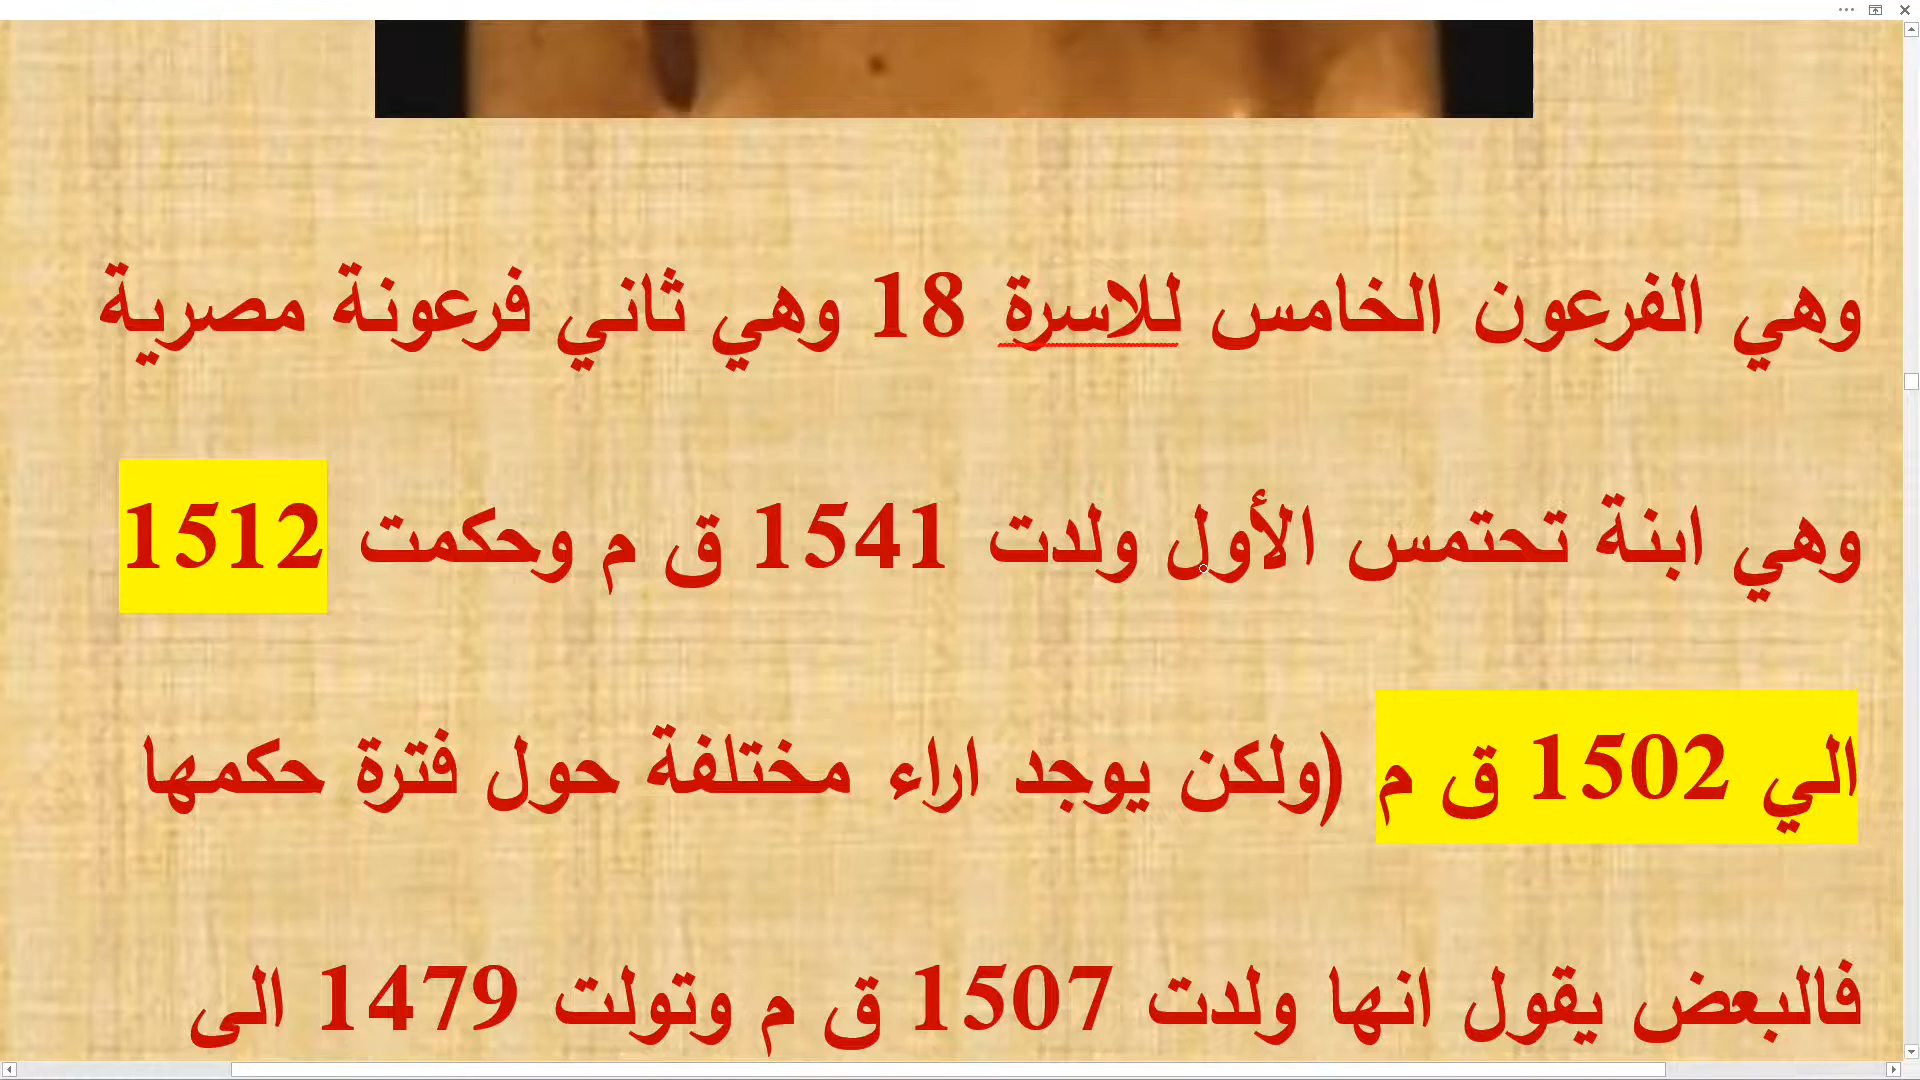 وهي الفرعون الخامس للاسرة 18 وهي ثاني فرعونة مصرية
وهي ابنة تحتمس الأول ولدت 1541 ق م وحكمت 1512
الي 1502 ق م (ولكن يوجد اراء مختلفة حول فترة حكمها
فالبعض يقول انها ولدت 1507 ق م وتولت 1479 الى